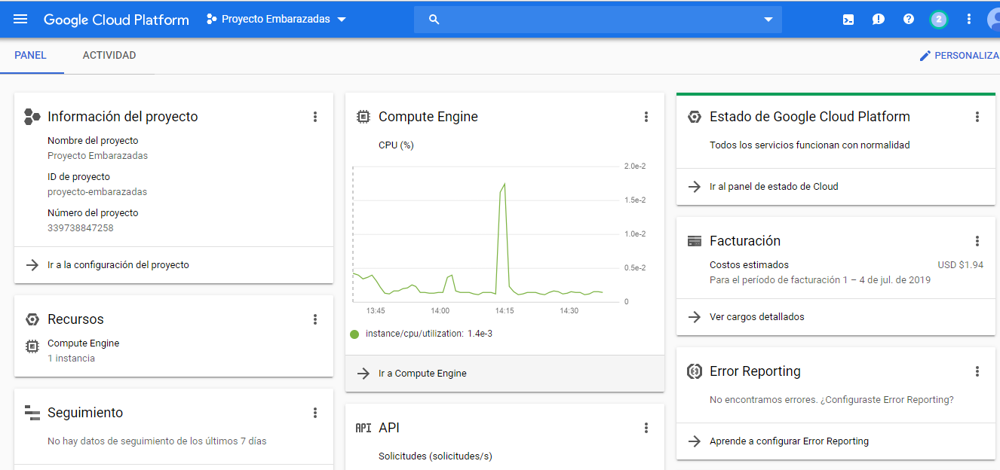 Google Cloud Platform
Proyecto Embarazadas
2
PANEL
ACTIVIDAD
PERSONALIZA
Información del proyecto
Nombre del proyecto
Proyecto Embarazadas
ID de proyecto
proyecto-embarazadas
Número del proyecto
339738847258
Ir a la configuración del proyecto
Recursos
Compute Engine
1 instancia
Seguimiento
No hay datos de seguimiento de los últimos 7 días
Compute Engine
CPU (%)
2.0e-2
1.5e-2
1.0e-2
0.5e-2
0
13:45 14:00 14:15 14:30
instance/cpu/utilization: 1.4e-3
Ir a Compute Engine
API API
Solicitudes (solicitudes/s)
Estado de Google Cloud Platform
Todos los servicios funcionan con normalidad
Ir al panel de estado de Cloud
Facturación
Costos estimados USD $1.94
Para el período de facturación 1 – 4 de jul. de 2019
Ver cargos detallados
Error Reporting
No encontramos errores. ¿Configuraste Error Reporting?
Aprende a configurar Error Reporting